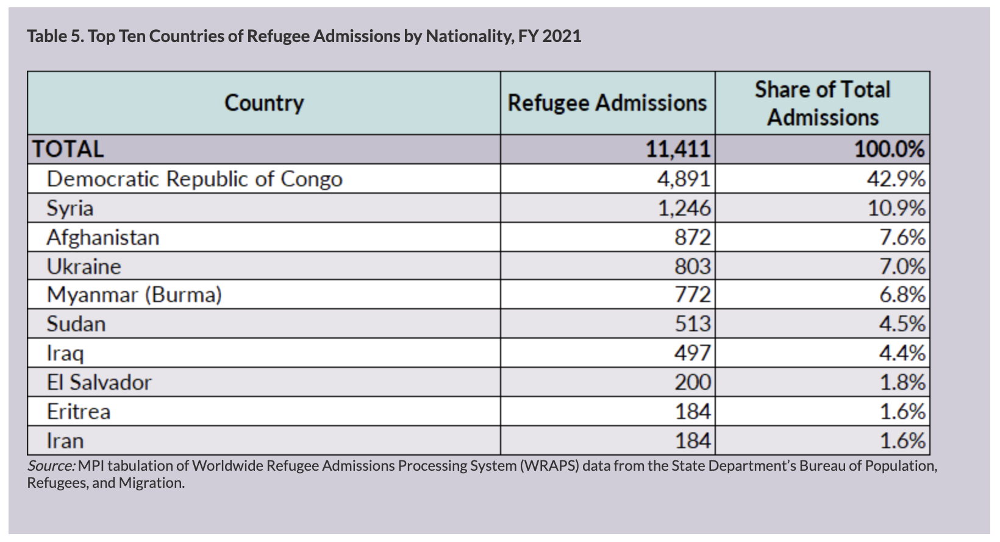 Table 5. Top Ten Countries of Refugee Admissions by Nationality, FY 2021
Country Refugee Admissions Share of Total
Admissions
TOTAL 11,411 100.0%
Democratic Republic of Congo 4,891 42.9%
Syria 1,246 10.9%
Afghanistan 872 7.6%
Ukraine 803 7.0%
Myanmar (Burma) 772 6.8%
Sudan 513 4.5%
Iraq 497 4.4%
El Salvador 200 1.8%
Eritrea 184 1.6%
Iran 184 1.6%
Source: MPI tabulation of Worldwide Refugee Admissions Processing System (WRAPS) data from the State Department’s Bureau of Population,
Refugees, and Migration.